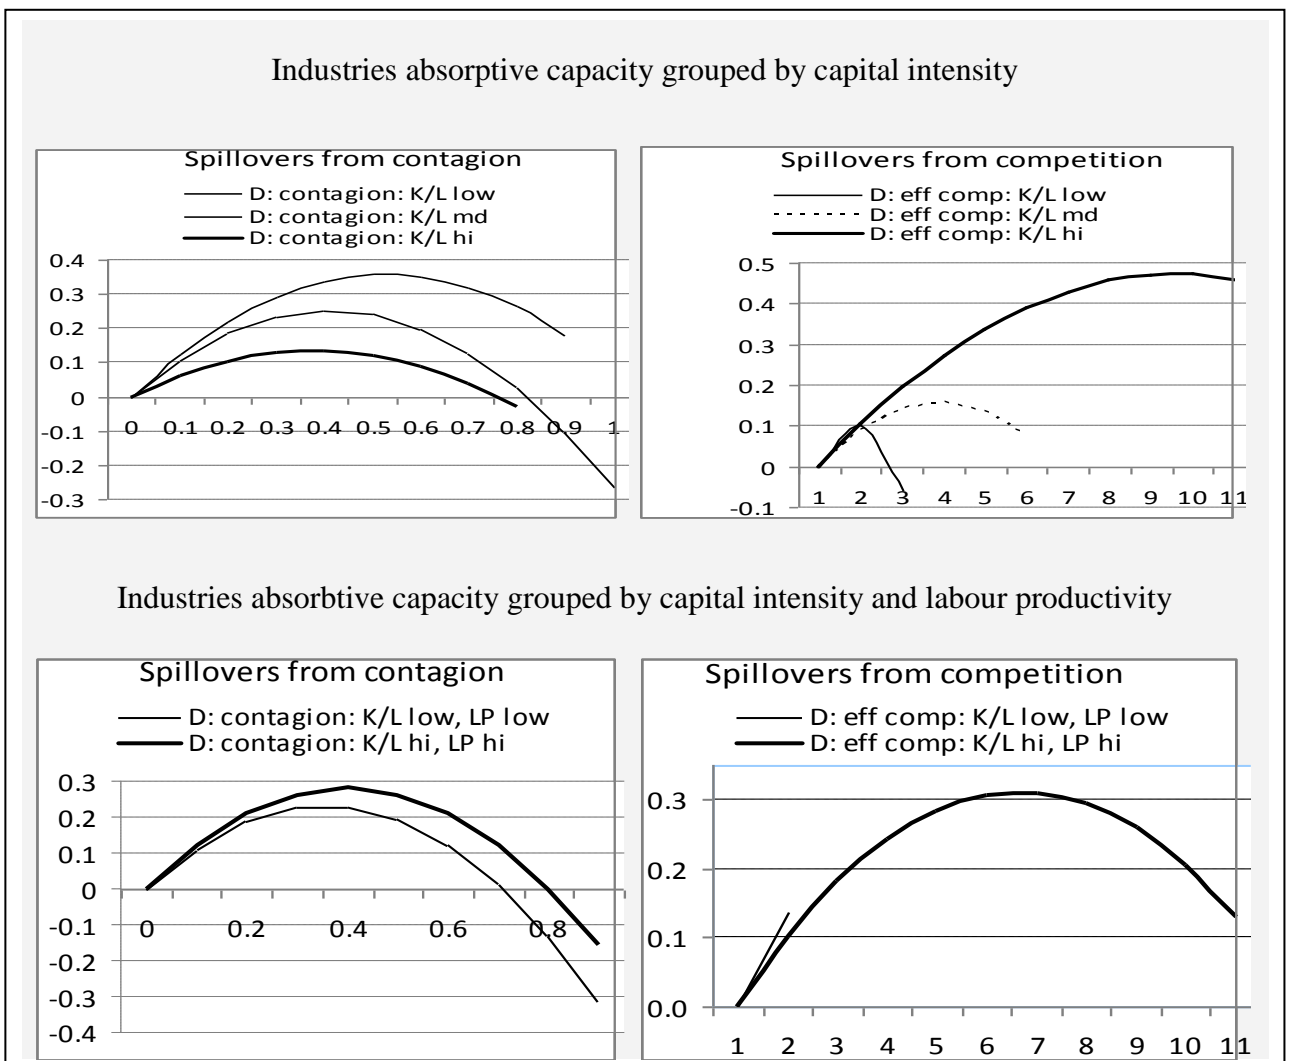 Industries absorptive capacity grouped by capital intensity
Spillovers from contagion
D: contagion: K/L low
D: contagion: K/L md
D: contagion: K/L hi
0.4
0.3
0.2
0.1
0
-0.1
-0.2
-0.3
0 0.1 0.2 0.3 0.4 0.5 0.6 0.7 0.8 0.9 1
Spillovers from competition
D: eff comp: K/L low
D: eff comp: K/L md
D: eff comp: K/L hi
0.5
0.4
0.3
0.2
0.1
0
-0.1
1 2 3 4 5 6 7 8 9 10 11
Industries absorbtive capacity grouped by capital intensity and labour productivity
Spillovers from contagion
D: contagion: K/L low, LP low
D: contagion: K/L hi, LP hi
0.3
0.2
0.1
0
-0.1
-0.2
-0.3
-0.4
0 0.2 0.4 0.6 0.8
Spillovers from competition
D: eff comp: K/L low, LP low
D: eff comp: K/L hi, LP hi
0.3
0.2
0.1
0.0
1 2 3 4 5 6 7 8 9 10 11